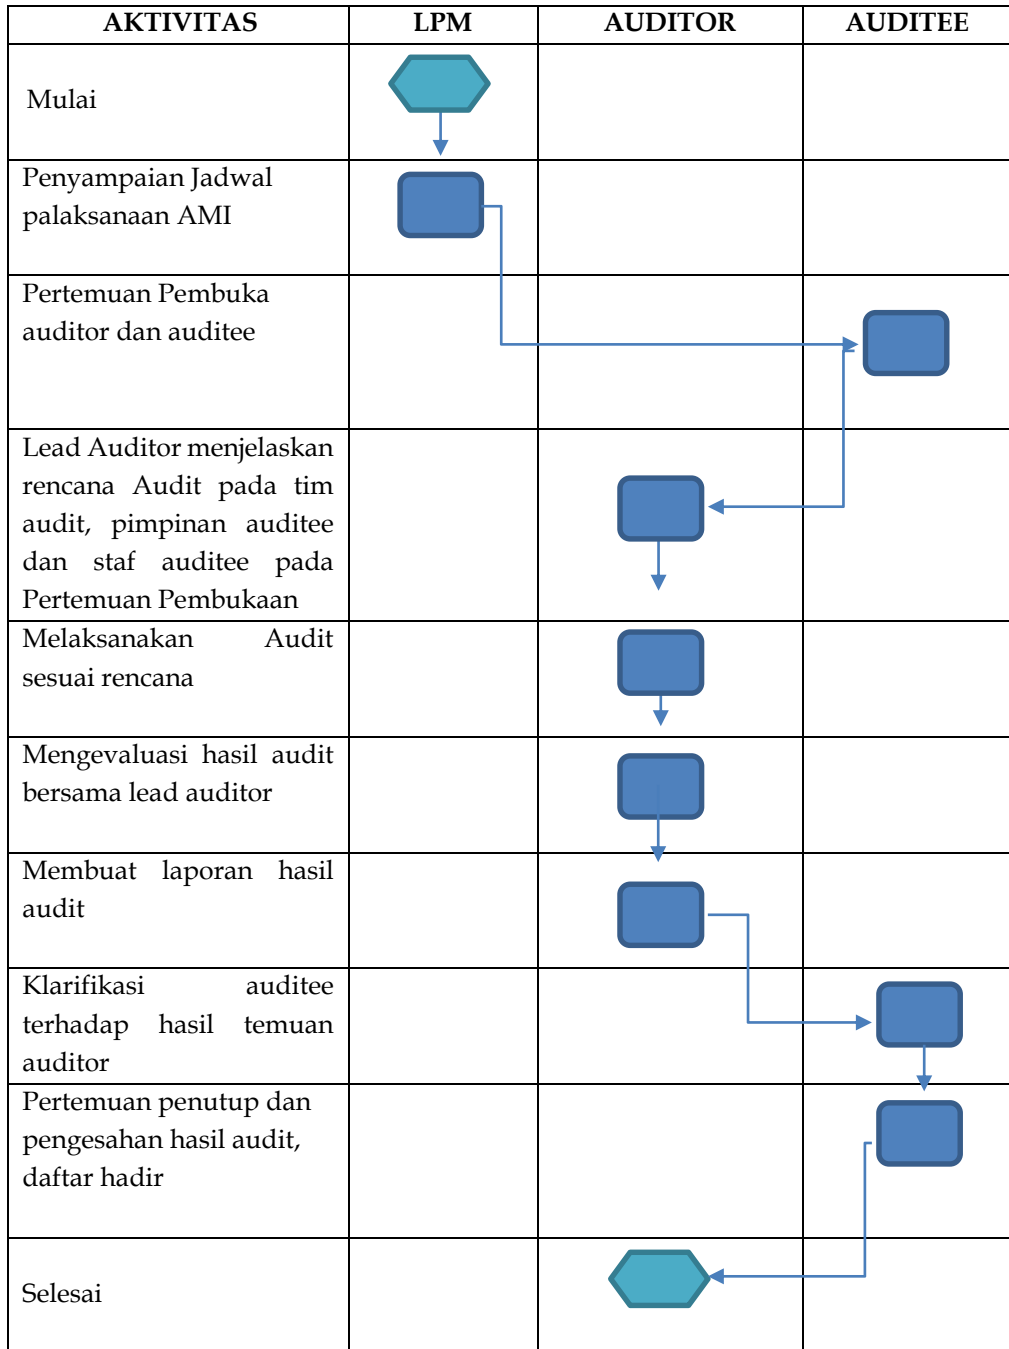 AKTIVITAS LPM AUDITOR AUDITEE
Mulai
Penyampaian Jadwal
palaksanaan AMI
Pertemuan Pembuka
auditor dan auditee
Lead Auditor menjelaskan
rencana Audit pada tim
audit, pimpinan auditee
dan staf auditee pada
Pertemuan Pembukaan
Melaksanakan Audit
sesuai rencana
Mengevaluasi hasil audit
bersama lead auditor
Membuat laporan hasil
audit
Klarifikasi auditee
terhadap hasil temuan
auditor
Pertemuan penutup dan
pengesahan hasil audit,
daftar hadir
Selesai